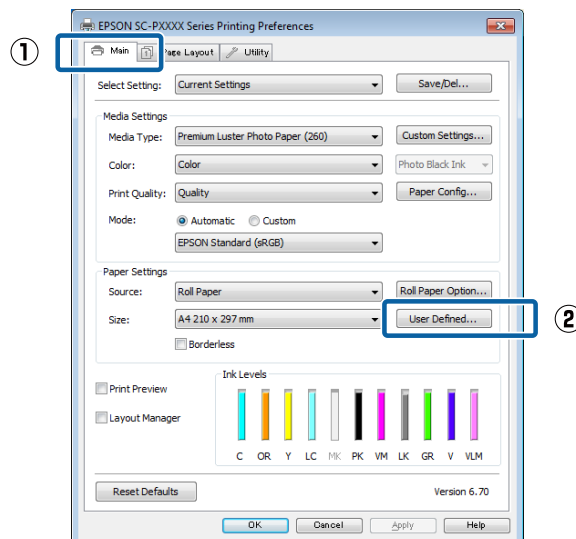 EPSON SC-PXXXX Series Printing Preferences
①
Main Page Layout Utility
Select Setting: Current Settings Save/Del...
Media Settings
Media Type: Premium Luster Photo Paper (260) Custom Settings...
Color: Color Photo Black Ink
Print Quality: Quality Paper Config...
Mode: Automatic Custom
EPSON Standard (sRGB)
Paper Settings
Source: Roll Paper Roll Paper Option...
Size: A4 210 x 297 mm User Defined... ②
Borderless
Ink Levels
Print Preview
Layout Manager
C OR Y LC MK PK VM LK GR V VLM
Reset Defaults Version 6.70
OK Cancel Apply Help